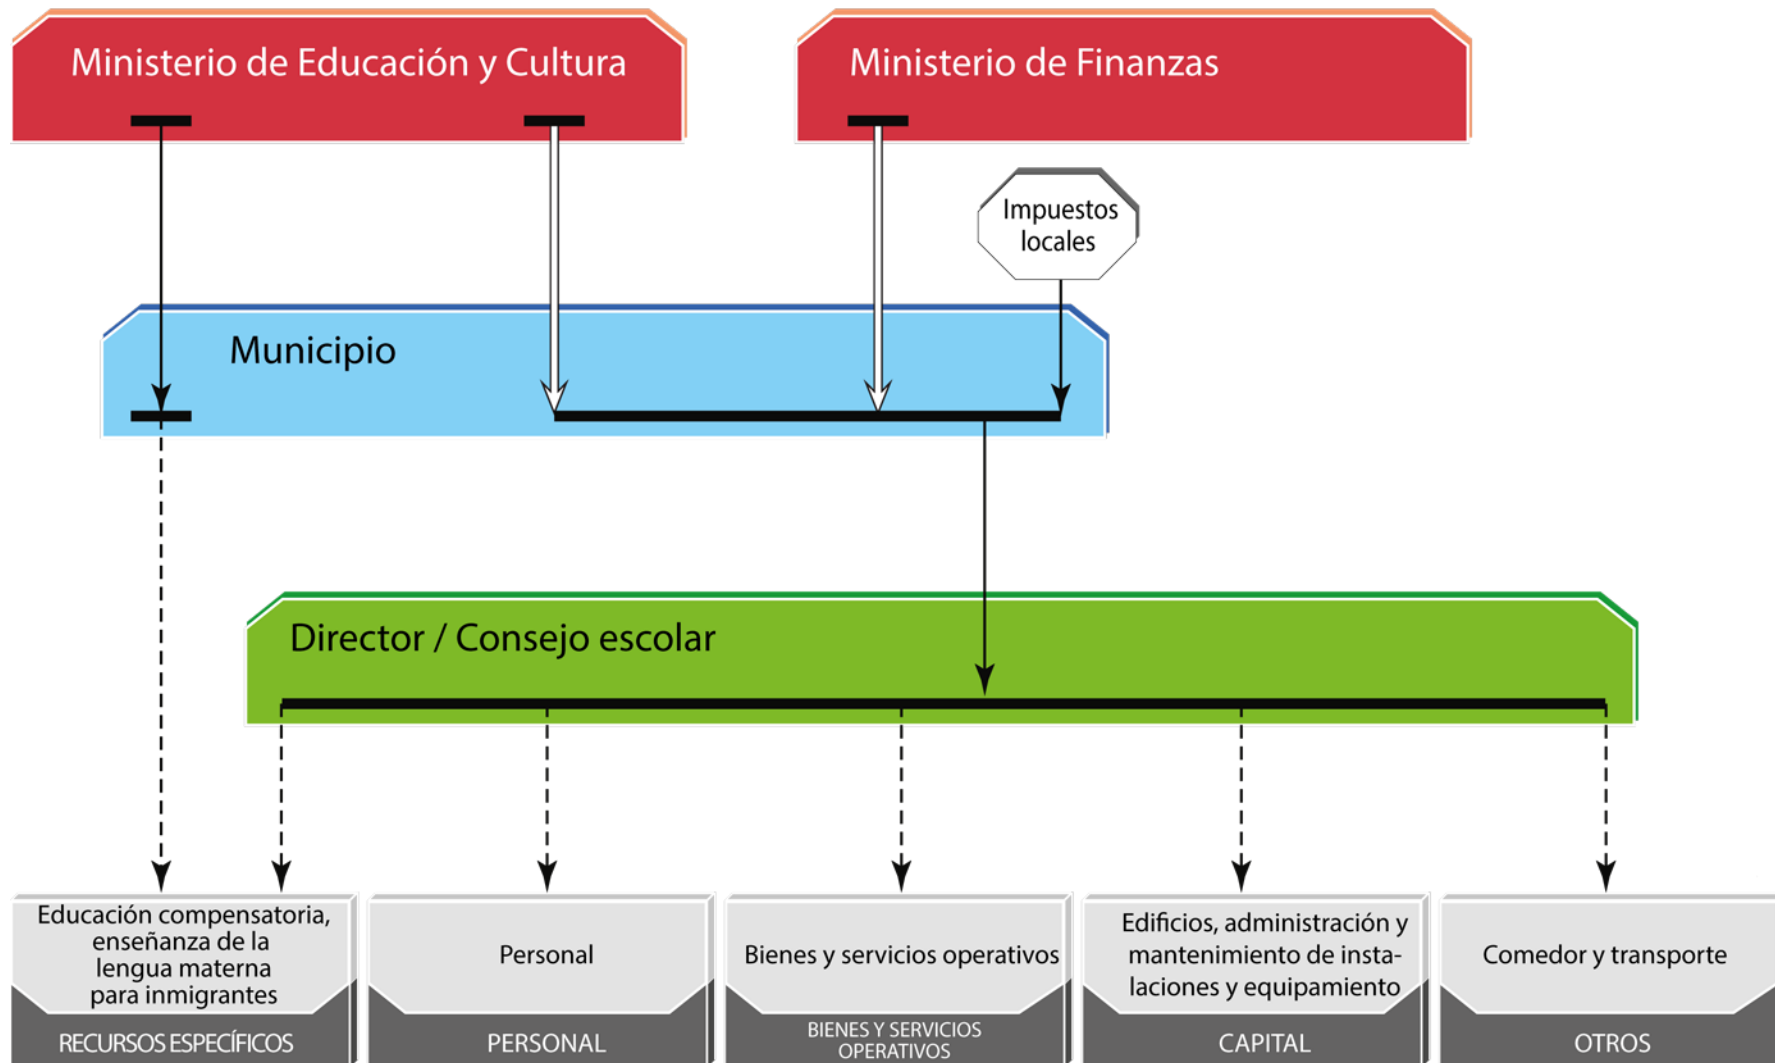 Ministerio de Educación y Cultura
Ministerio de Finanzas
Impuestos
locales
Municipio
Director / Consejo escolar
Educación compensatoria,
enseñanza de la
lengua materna
para inmigrantes
RECURSOS ESPECÍFICOS
Personal
PERSONAL
Bienes y servicios operativos
BIENES Y SERVICIOS
OPERATIVOS
Edificios, administración y
mantenimiento de insta-
laciones y equipamiento
CAPITAL
Comedor y transporte
OTROS